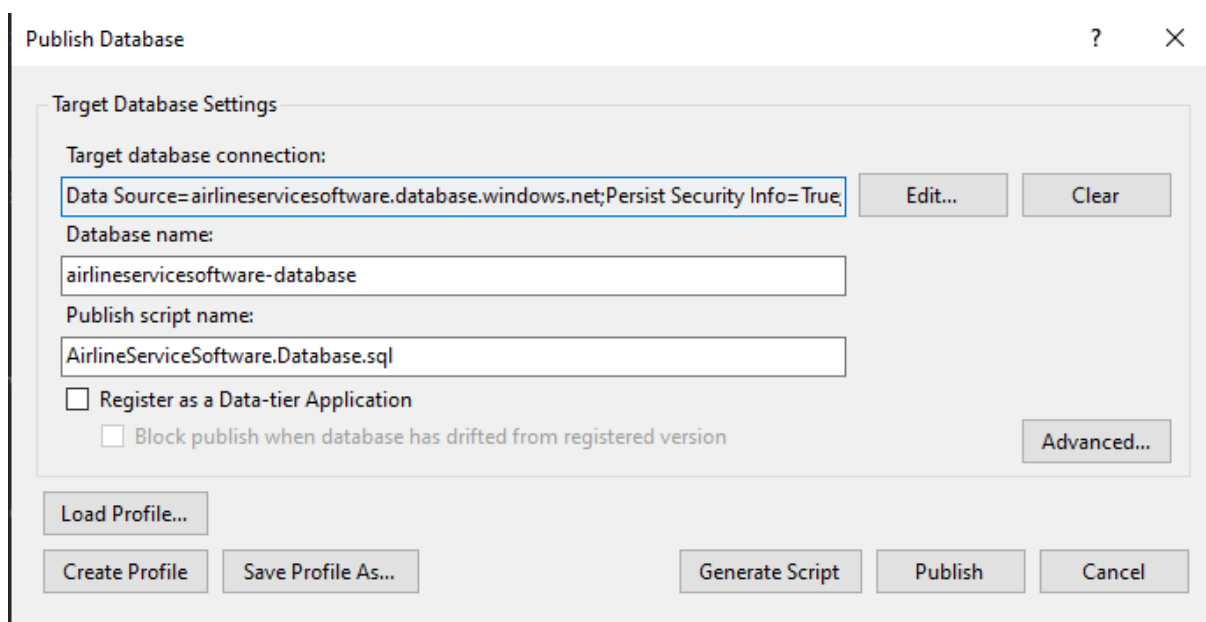 Publish Database
?
Target Database Settings
Target database connection:
Data Source=airlineservicesoftware.database.windows.net;Persist Security Info=True;
Edit...
Clear
Database name:
airlineservicesoftware-database
Publish script name:
AirlineServiceSoftware.Database.sql
Register as a Data-tier Application
Block publish when database has drifted from registered version
Advanced...
Load Profile...
Create Profile
Save Profile As...
Generate Script
Publish
Cancel